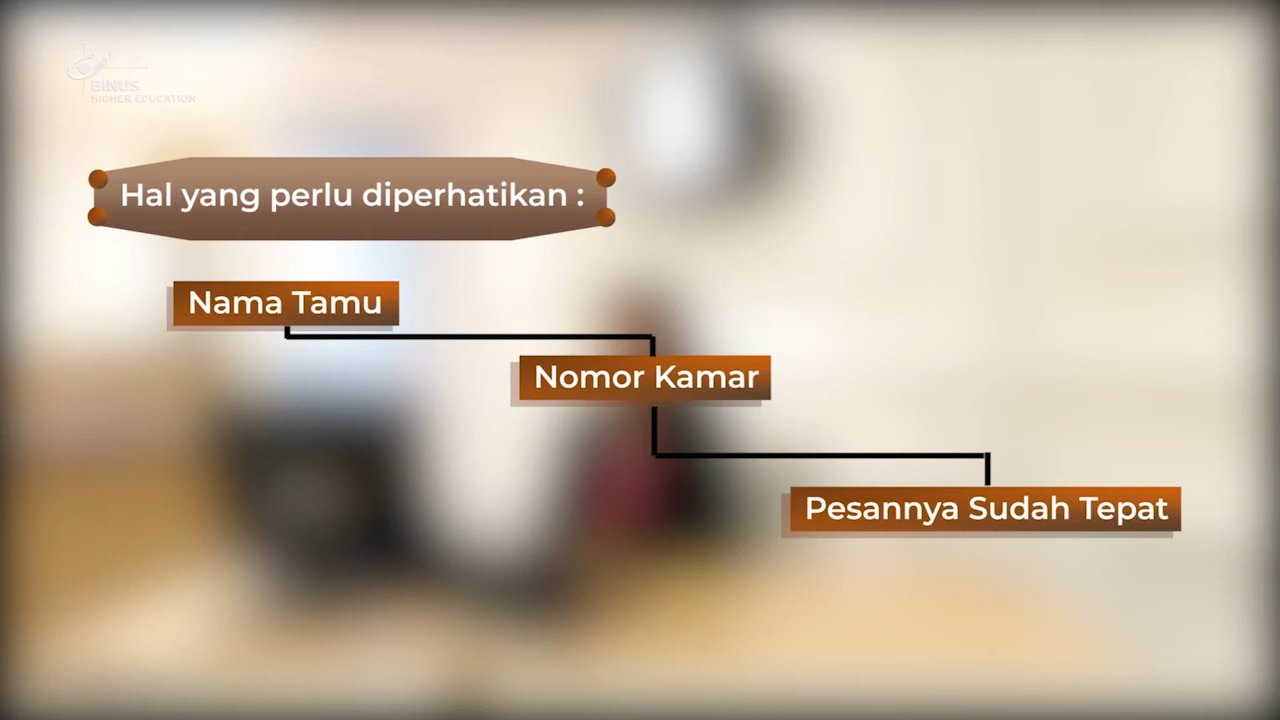 BINUS
HIGHER EDUCATION
Hal yang perlu diperhatikan :
Nama Tamu
Nomor Kamar
Pesannya Sudah Tepat